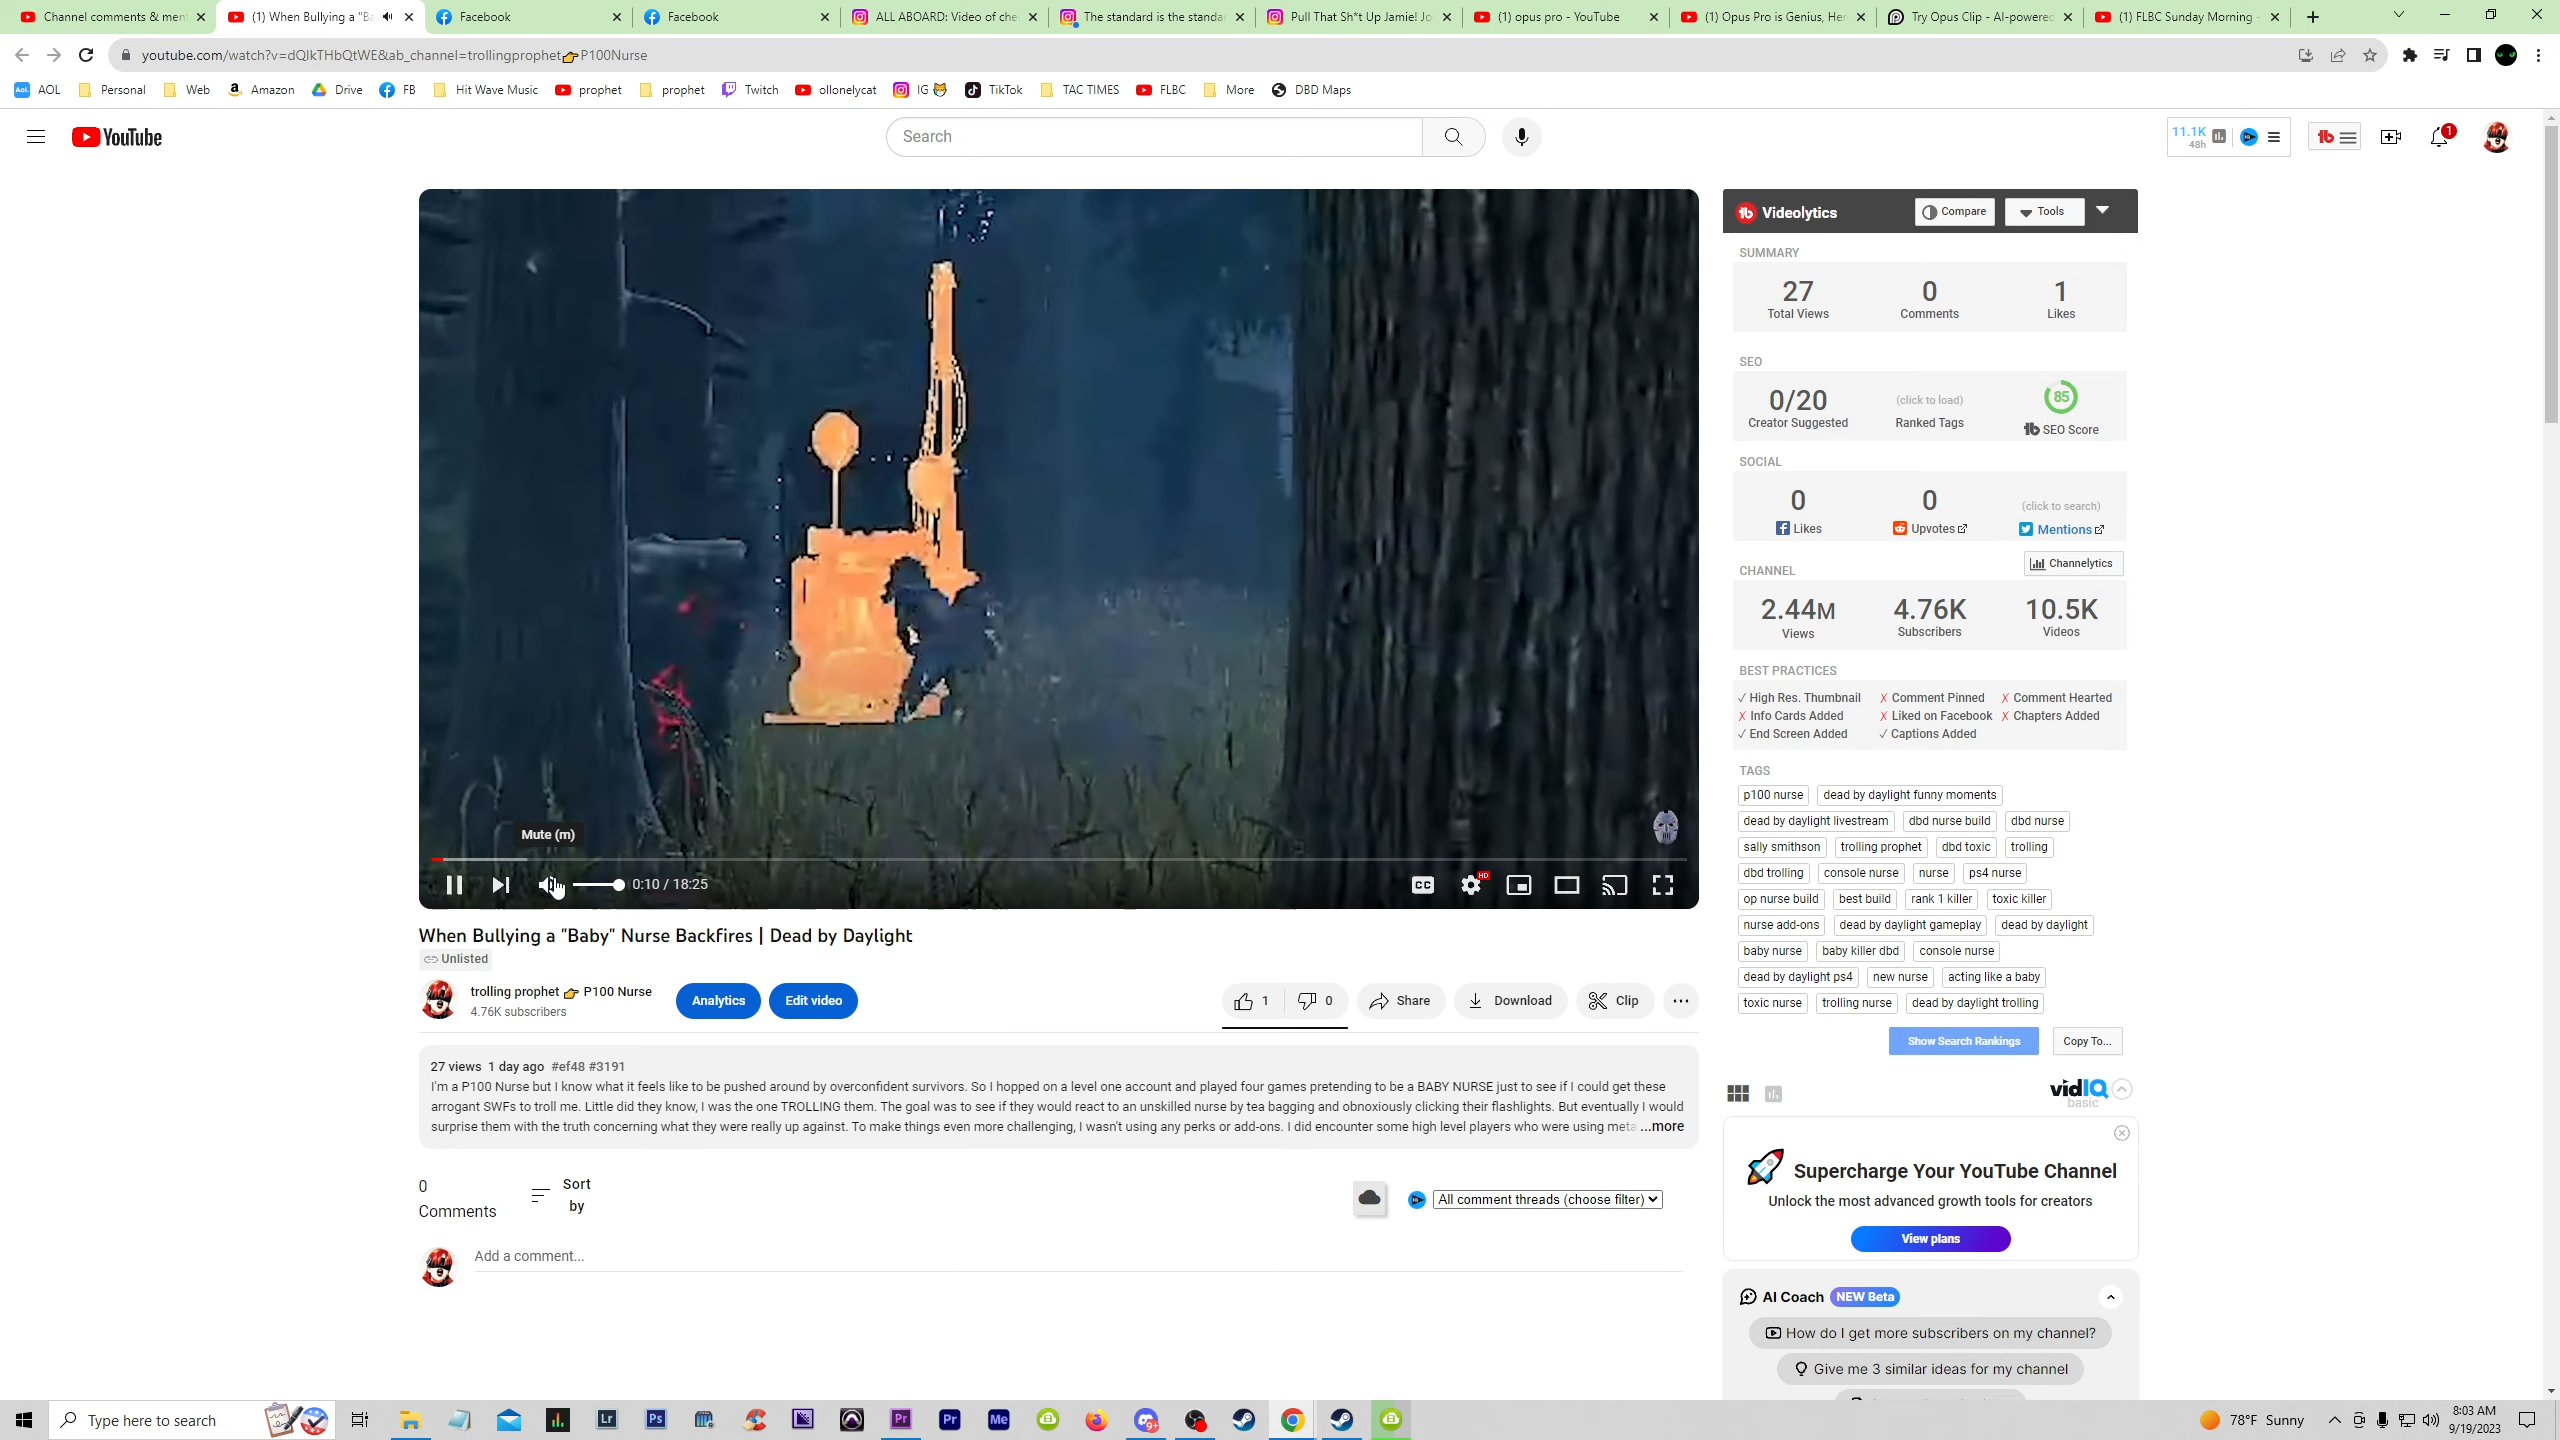 Channel comments & men
(1) When Bullying a "Ba
Facebook
Facebook
ALL ABOARD: Video of che
The standard is the standa
Pull That Sh*t Up Jamie! Jo
(1) opus pro - YouTube
(1) Opus Pro is Genius, Her
Try Opus Clip - AI-powered
(1) FLBC Sunday Morning -
youtube.com/watch?v=dQIkTHbQtWE&ab_channel=trollingprophet👉P100Nurse
AOL Personal Web Amazon Drive FB Hit Wave Music prophet prophet Twitch ollonelycat IG TikTok TAC TIMES FLBC More DBD Maps
YouTube
Search
11.1K
48h
1
Mute (m)
0:10 / 18:25
CC
HD
When Bullying a "Baby" Nurse Backfires | Dead by Daylight
Unlisted
trolling prophet 👉 P100 Nurse
4.76K subscribers
Analytics
Edit video
1
0
Share
Download
Clip
27 views 1 day ago #ef48 #3191
I'm a P100 Nurse but I know what it feels like to be pushed around by overconfident survivors. So I hopped on a level one account and played four games pretending to be a BABY NURSE just to see if I could get these
arrogant SWFs to troll me. Little did they know, I was the one TROLLING them. The goal was to see if they would react to an unskilled nurse by tea bagging and obnoxiously clicking their flashlights. But eventually I would
surprise them with the truth concerning what they were really up against. To make things even more challenging, I wasn't using any perks or add-ons. I did encounter some high level players who were using meta ...more
0
Comments
Sort
by
All comment threads (choose filter)
Add a comment...
Videolytics
Compare
Tools
SUMMARY
27 0 1
Total Views Comments Likes
SEO
0/20 (click to load) 85
Creator Suggested Ranked Tags SEO Score
SOCIAL
0 0 (click to search)
Likes Upvotes Mentions
CHANNEL
Channelytics
2.44M 4.76K 10.5K
Views Subscribers Videos
BEST PRACTICES
✓ High Res. Thumbnail ✗ Comment Pinned ✗ Comment Hearted
✗ Info Cards Added ✗ Liked on Facebook ✗ Chapters Added
✓ End Screen Added ✓ Captions Added
TAGS
p100 nurse dead by daylight funny moments
dead by daylight livestream dbd nurse build dbd nurse
sally smithson trolling prophet dbd toxic trolling
dbd trolling console nurse nurse ps4 nurse
op nurse build best build rank 1 killer toxic killer
nurse add-ons dead by daylight gameplay dead by daylight
baby nurse baby killer dbd console nurse
dead by daylight ps4 new nurse acting like a baby
toxic nurse trolling nurse dead by daylight trolling
Show Search Rankings
Copy To...
vidIQ
basic
Supercharge Your YouTube Channel
Unlock the most advanced growth tools for creators
View plans
AI Coach NEW Beta
How do I get more subscribers on my channel?
Give me 3 similar ideas for my channel
Type here to search
Lr
Ps
Pr
Pr
Me
9+
78°F Sunny
8:03 AM
9/19/2023